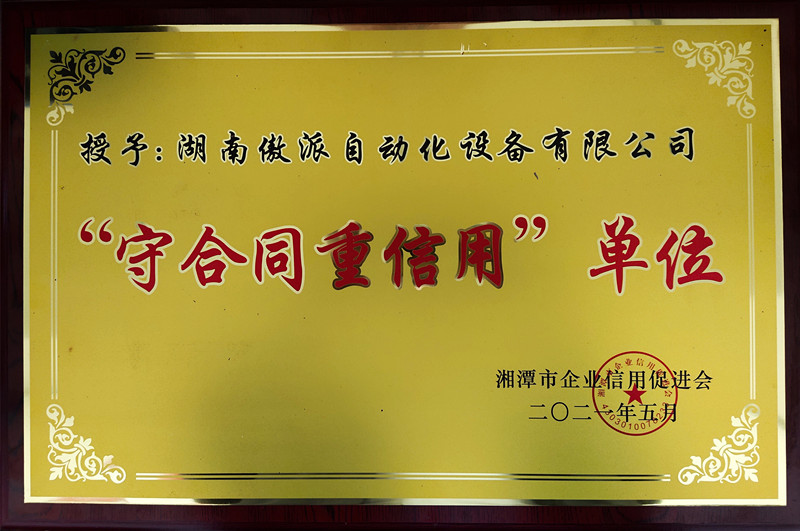 授予:湖南傲派自动化设备有限公司
“守合同重信用”单位
湘潭市企业信用促进会
二〇二一年五月